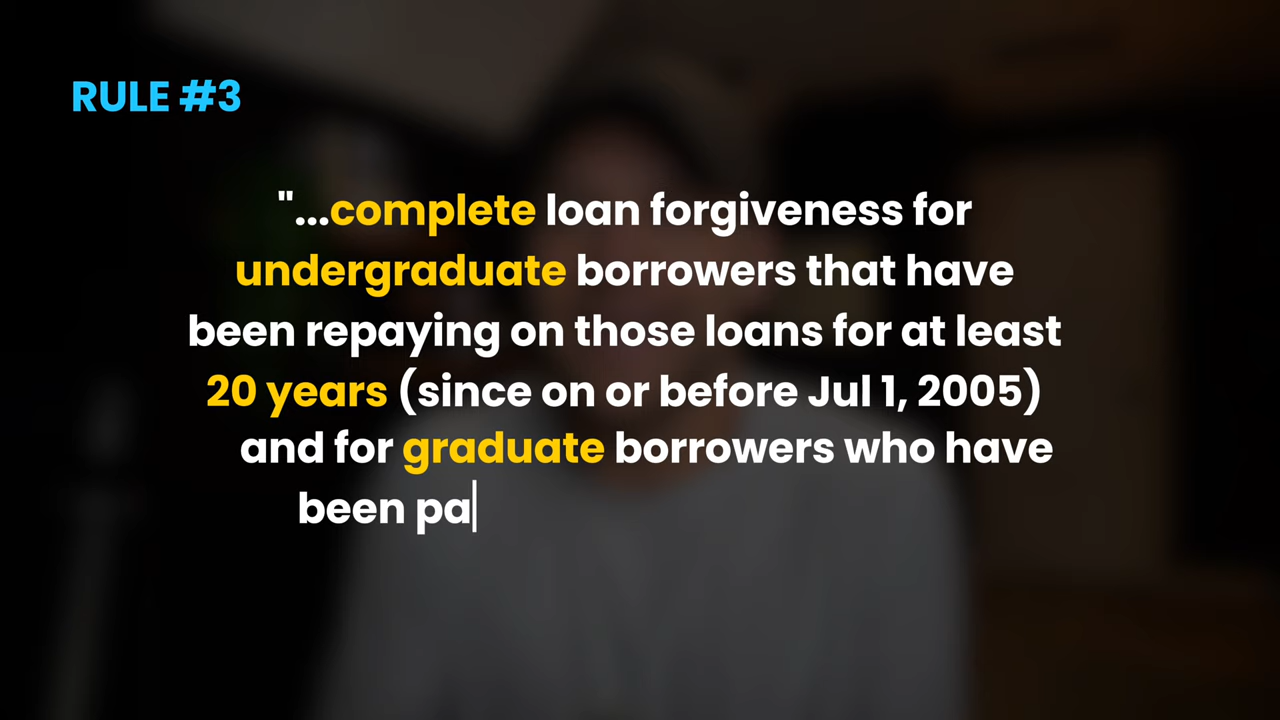 RULE #3
"...complete loan forgiveness for
undergraduate borrowers that have
been repaying on those loans for at least
20 years (since on or before Jul 1, 2005)
and for graduate borrowers who have
been pa